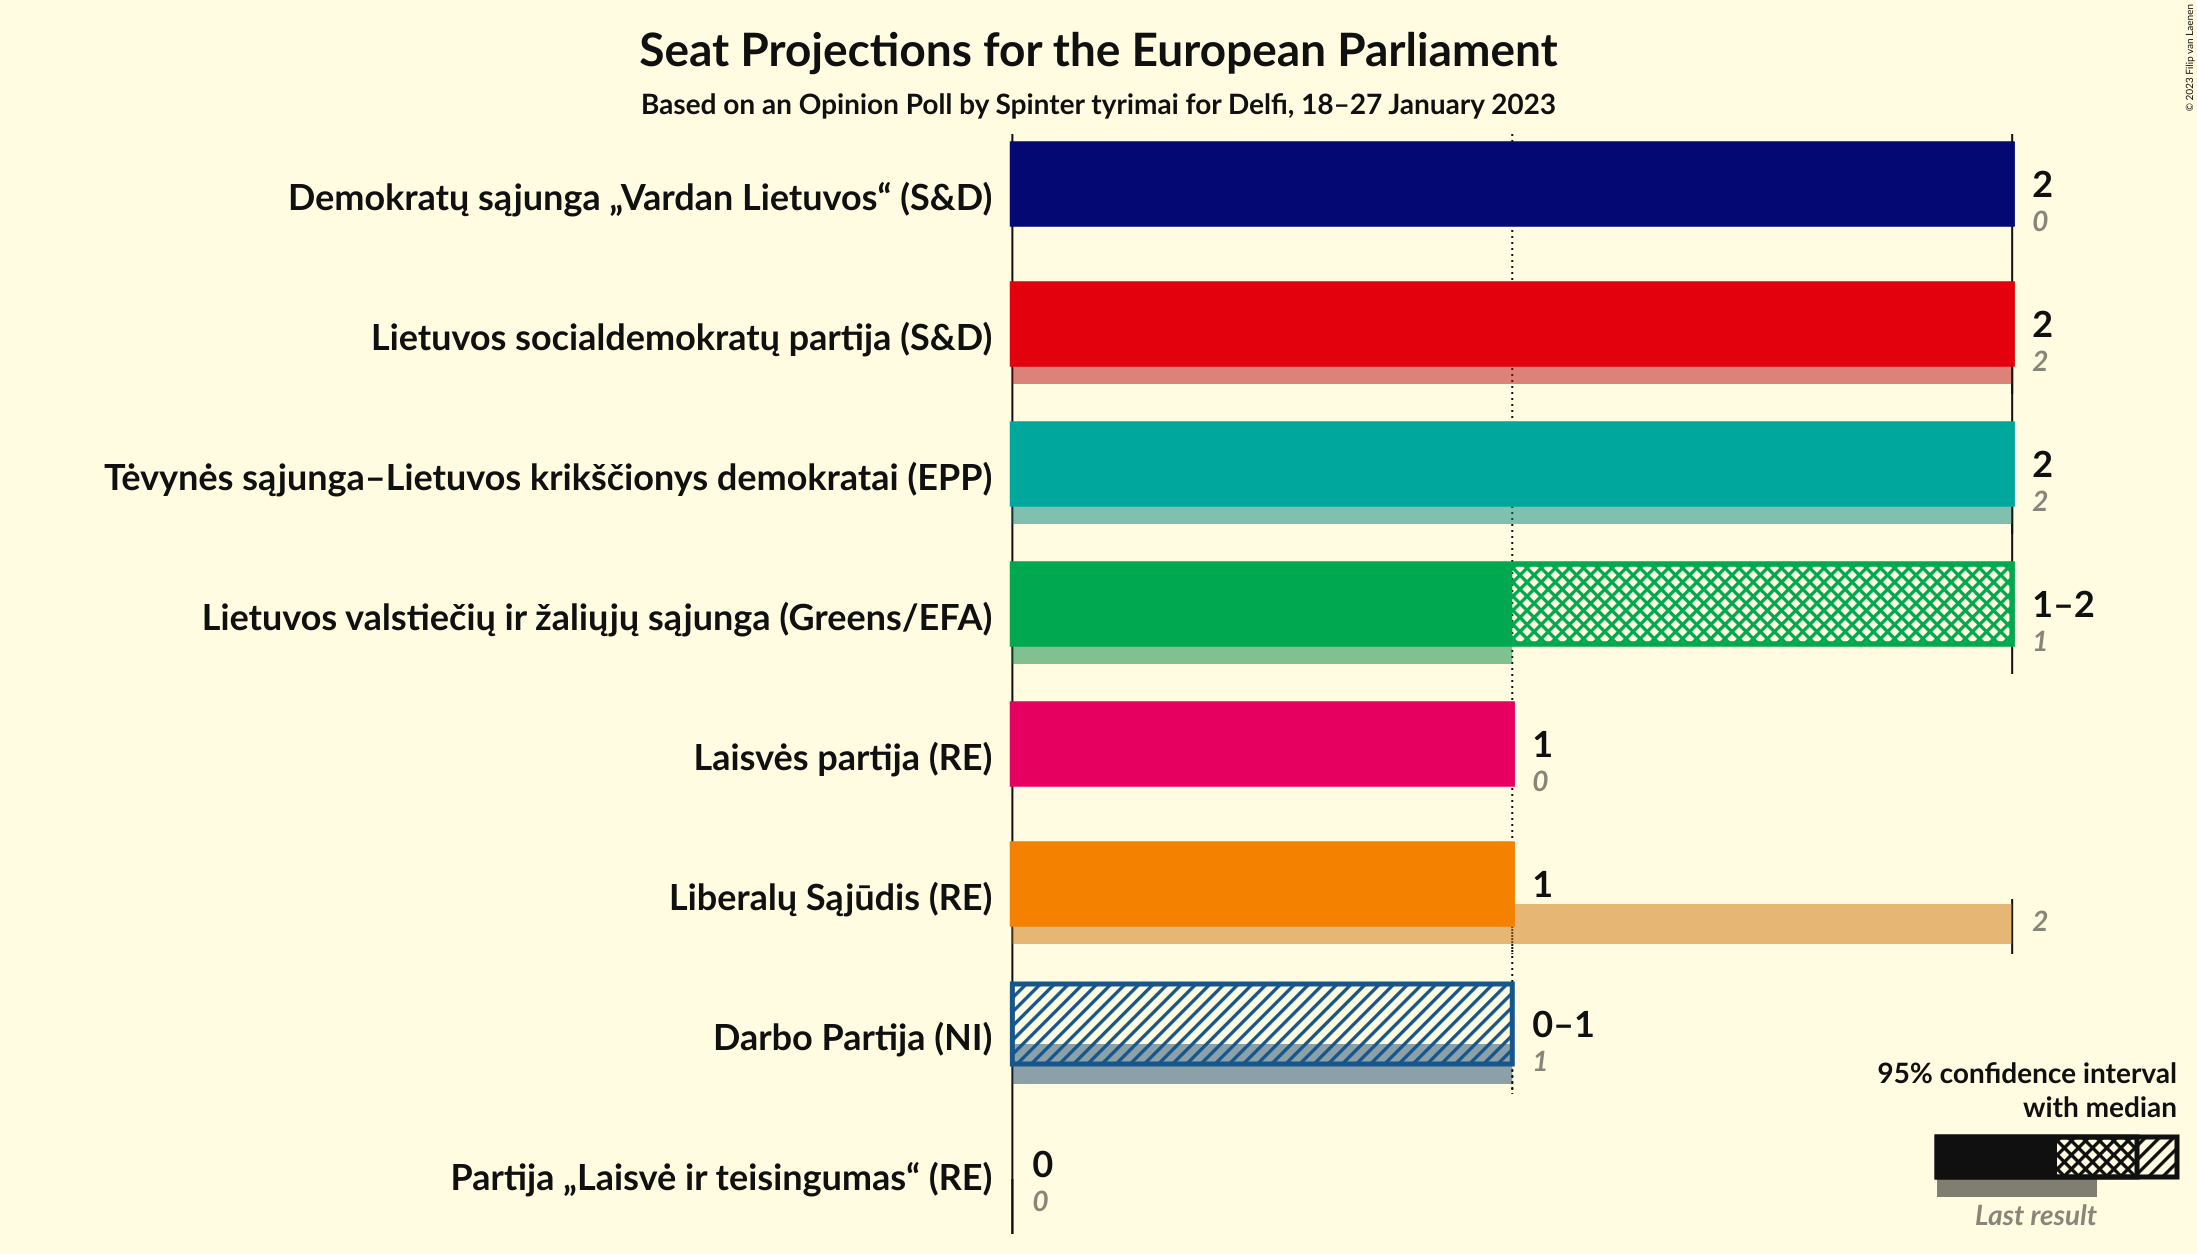 Seat Projections for the European Parliament
Based on an Opinion Poll by Spinter tyrimai for Delfi, 18–27 January 2023
© 2023 Filip van Laenen
Demokratų sąjunga „Vardan Lietuvos“ (S&D)
2
0
Lietuvos socialdemokratų partija (S&D)
2
2
Tėvynės sąjunga–Lietuvos krikščionys demokratai (EPP)
2
2
Lietuvos valstiečių ir žaliųjų sąjunga (Greens/EFA)
1–2
1
Laisvės partija (RE)
1
0
Liberalų Sąjūdis (RE)
1
2
Darbo Partija (NI)
0–1
1
Partija „Laisvė ir teisingumas“ (RE)
0
0
95% confidence interval
with median
Last result